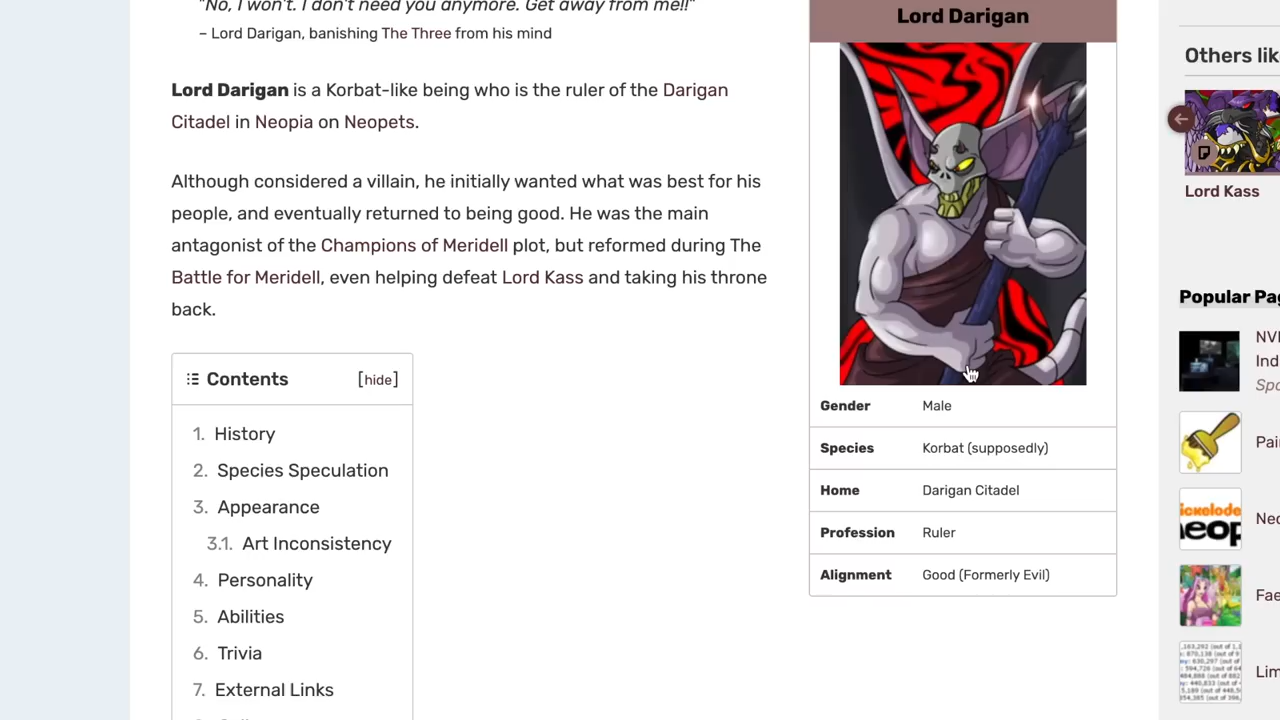 "No, I won't. I don't need you anymore. Get away from me!!"
– Lord Darigan, banishing The Three from his mind
Lord Darigan is a Korbat-like being who is the ruler of the Darigan
Citadel in Neopia on Neopets.
Although considered a villain, he initially wanted what was best for his
people, and eventually returned to being good. He was the main
antagonist of the Champions of Meridell plot, but reformed during The
Battle for Meridell, even helping defeat Lord Kass and taking his throne
back.
Contents
[hide]
1. History
2. Species Speculation
3. Appearance
3.1. Art Inconsistency
4. Personality
5. Abilities
6. Trivia
7. External Links
Lord Darigan
Gender Male
Species Korbat (supposedly)
Home Darigan Citadel
Profession Ruler
Alignment Good (Formerly Evil)
Others lik
Lord Kass
Popular Pag
NVI
Ind
Spo
Pai
Neo
Fae
Lim